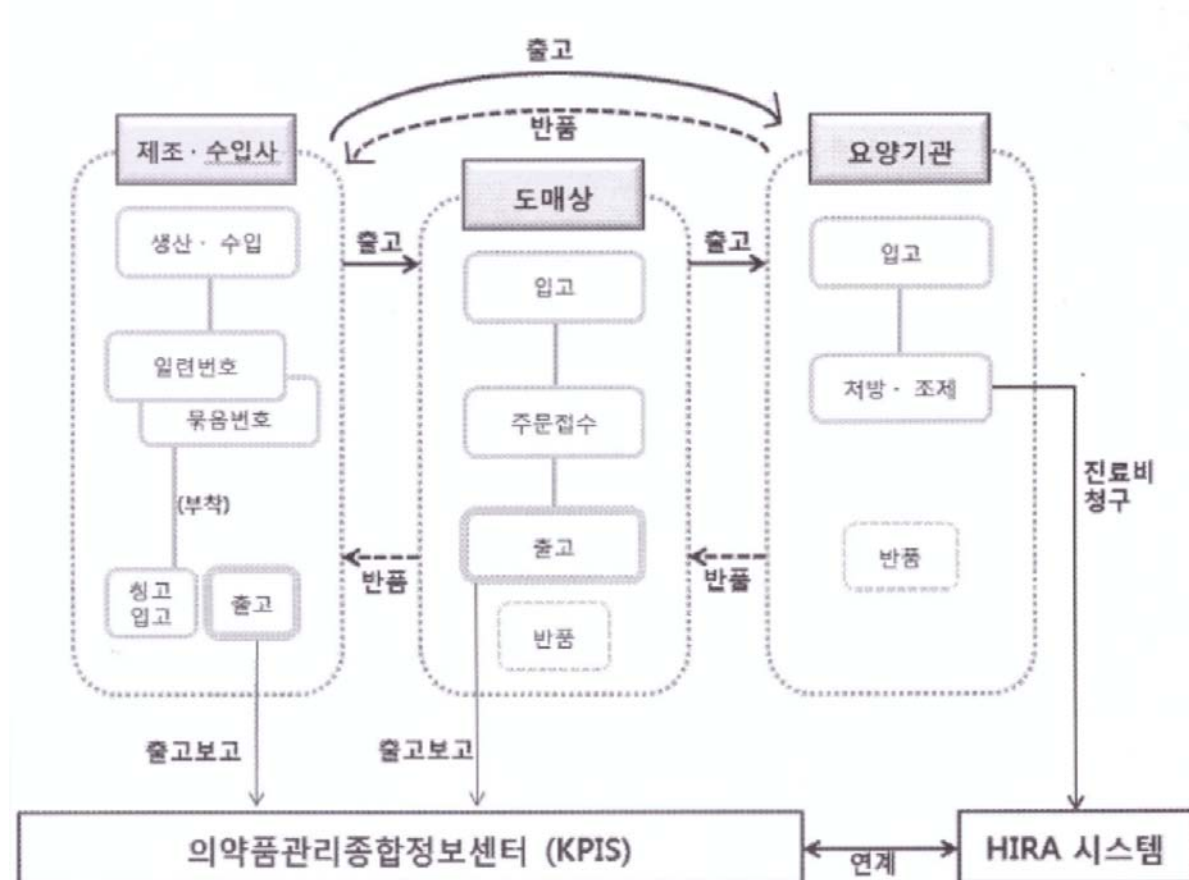 출고
반품
제조· 수입사
도매상
요양기관
생산· 수입
출고
입고
출고
입고
일련번호
묶음번호
주문접수
처방· 조제
(부착)
진료비
청구
출고
반품
반품
반품
입고
출고
반품
출고보고
출고보고
의약품관리종합정보센터 (KPIS)
연계
HIRA 시스템